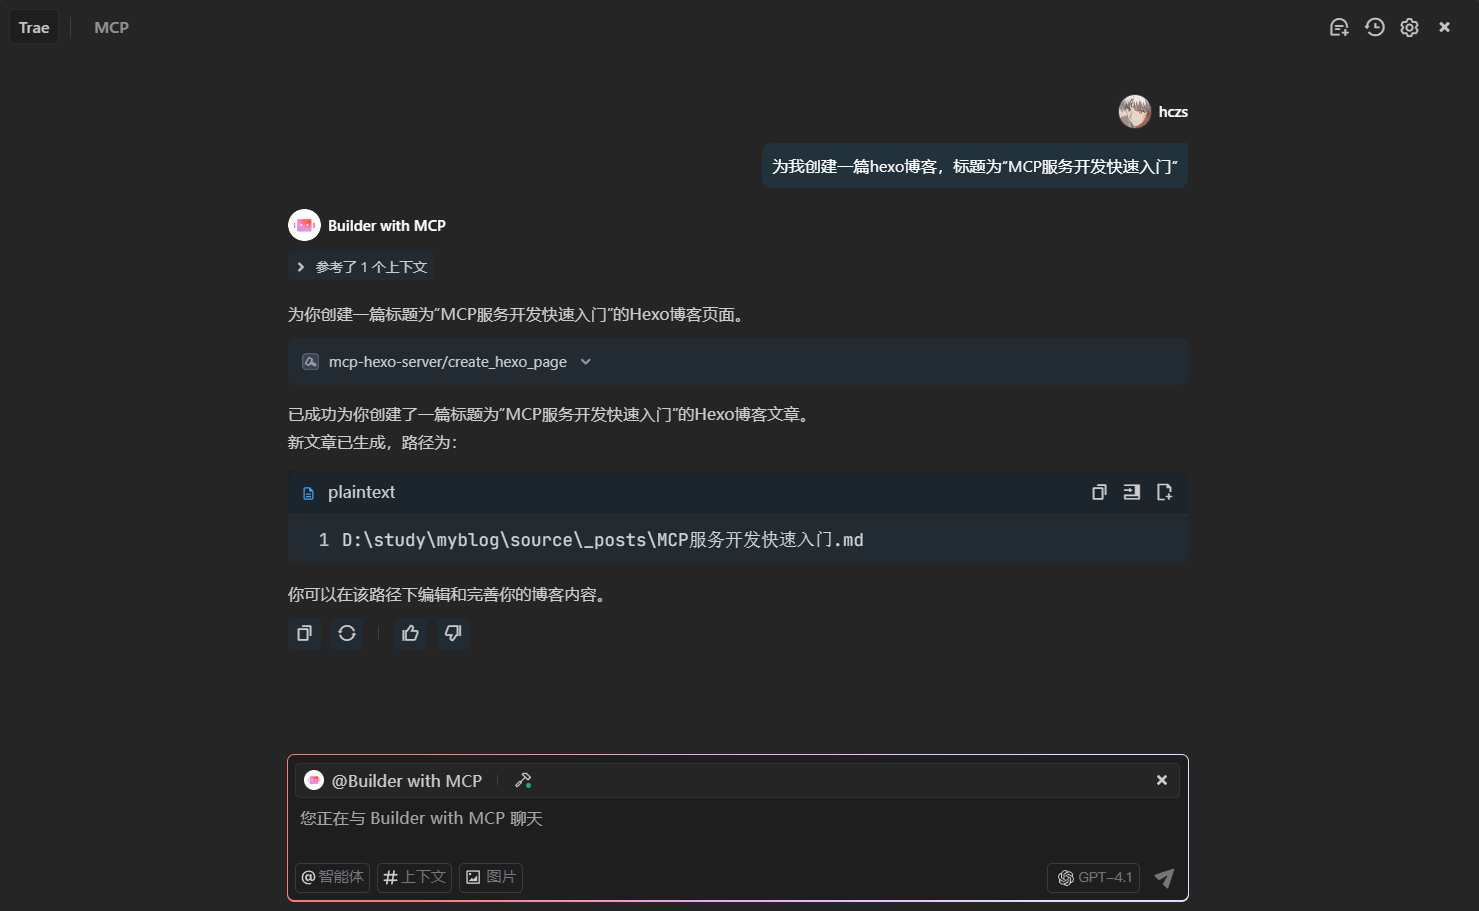 Trae
MCP
hczs
为我创建一篇hexo博客，标题为“MCP服务开发快速入门”
Builder with MCP
参考了 1 个上下文
为你创建一篇标题为“MCP服务开发快速入门”的Hexo博客页面。
mcp-hexo-server/create_hexo_page
已成功为你创建了一篇标题为“MCP服务开发快速入门”的Hexo博客文章。
新文章已生成，路径为：
plaintext
1 D:\study\myblog\source\_posts\MCP服务开发快速入门.md
你可以在该路径下编辑和完善你的博客内容。
@Builder with MCP
您正在与 Builder with MCP 聊天
@智能体
#上下文
图片
GPT-4.1